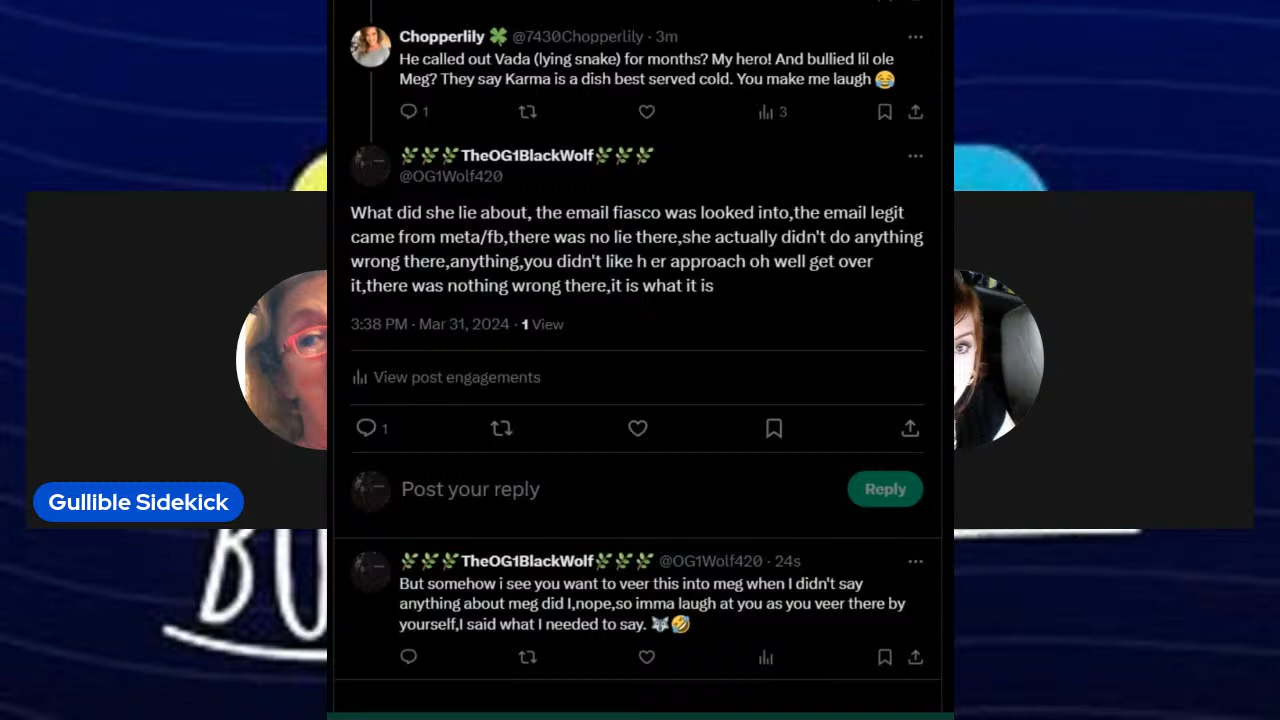 Chopperlily 🍀 @7430Chopperlily · 3m
He called out Vada (lying snake) for months? My hero! And bullied lil ole
Meg? They say Karma is a dish best served cold. You make me laugh 😂
1
3
🌿🌿🌿TheOG1BlackWolf🌿🌿🌿
@OG1Wolf420
What did she lie about, the email fiasco was looked into,the email legit
came from meta/fb,there was no lie there,she actually didn't do anything
wrong there,anything,you didn't like h er approach oh well get over
it,there was nothing wrong there,it is what it is
3:38 PM · Mar 31, 2024 · 1 View
View post engagements
1
Post your reply
Reply
Gullible Sidekick
BU
🌿🌿🌿TheOG1BlackWolf🌿🌿🌿 @OG1Wolf420 · 24s
But somehow i see you want to veer this into meg when I didn't say
anything about meg did I,nope,so imma laugh at you as you veer there by
yourself,I said what I needed to say. 🐺🤣